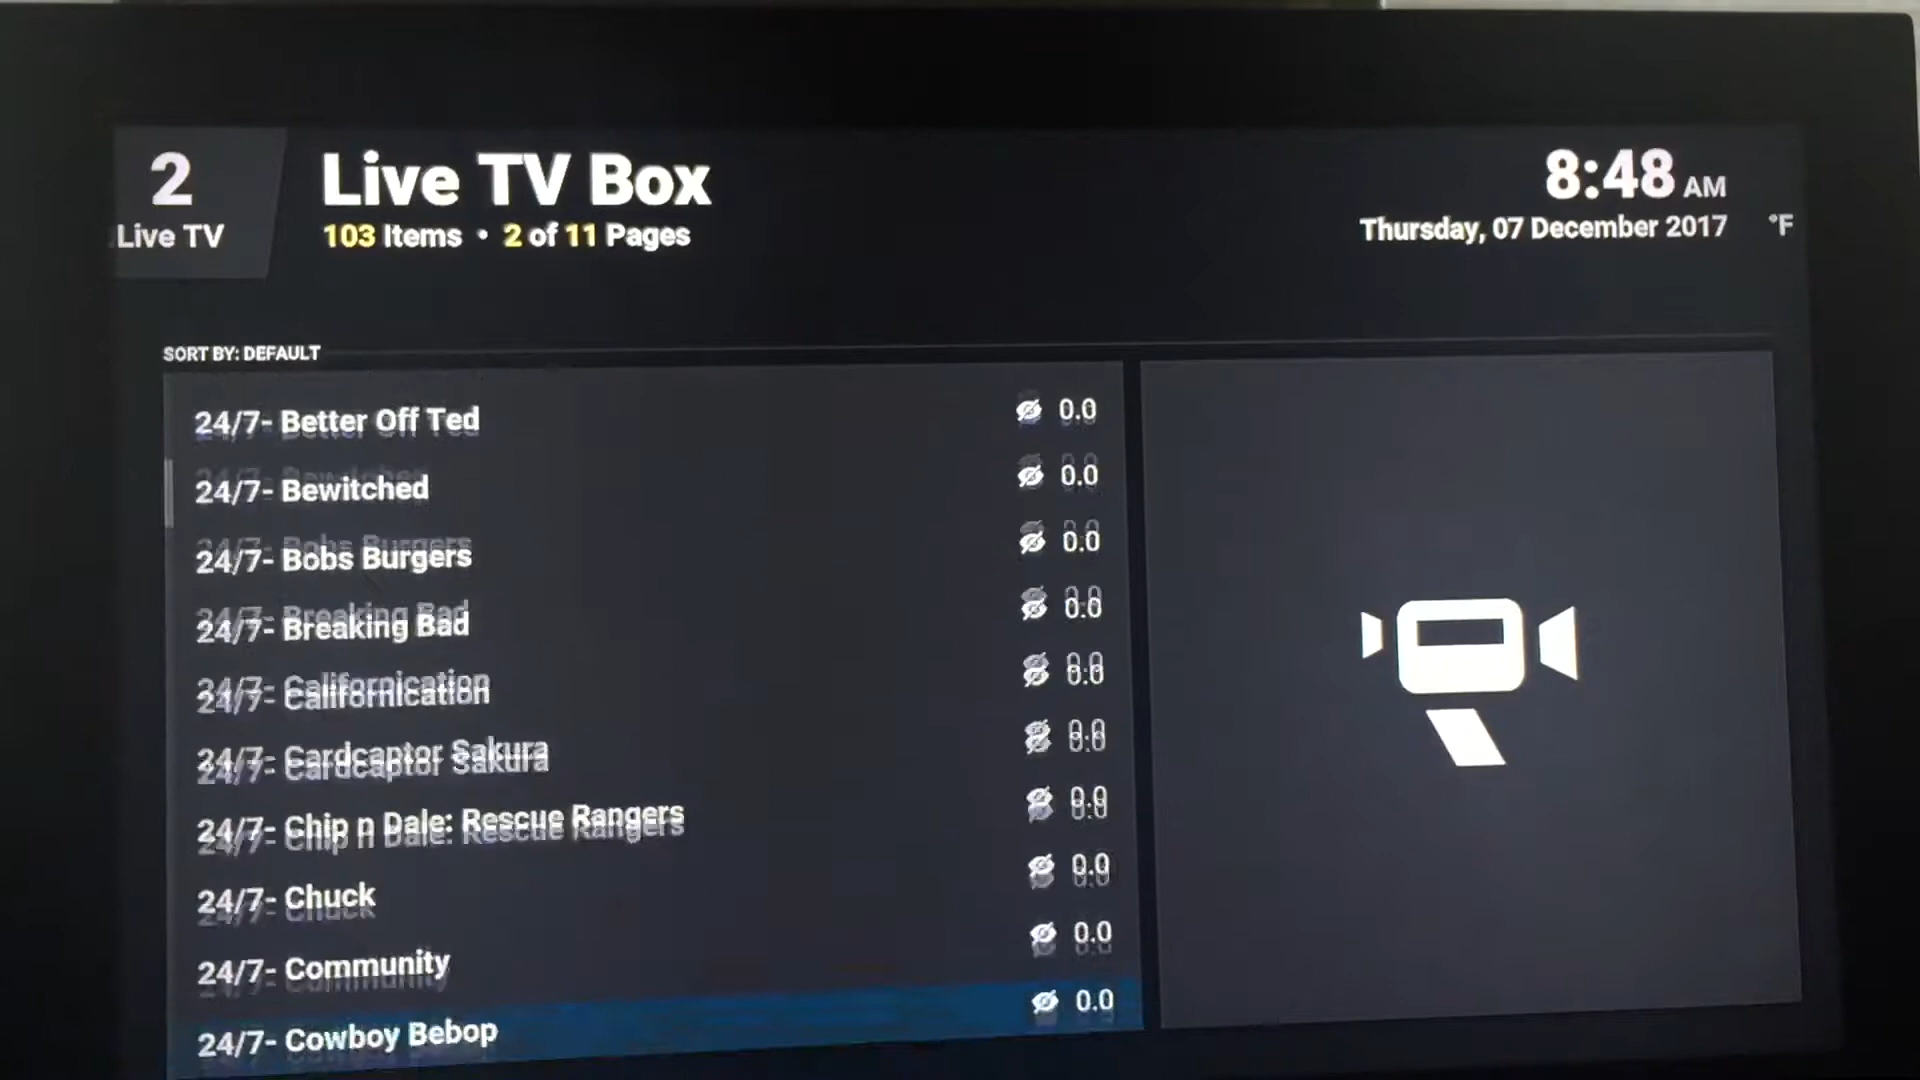 2
Live TV
Live TV Box
103 Items • 2 of 11 Pages
8:48 AM
Thursday, 07 December 2017
°F
SORT BY: DEFAULT
24/7- Better Off Ted 0.0
24/7- Bewitched 0.0
24/7- Bobs Burgers 0.0
24/7- Breaking Bad 0.0
24/7- Californication 0.0
24/7- Cardcaptor Sakura 0.0
24/7- Chip n Dale: Rescue Rangers 0.0
24/7- Chuck 0.0
24/7- Community 0.0
24/7- Cowboy Bebop 0.0